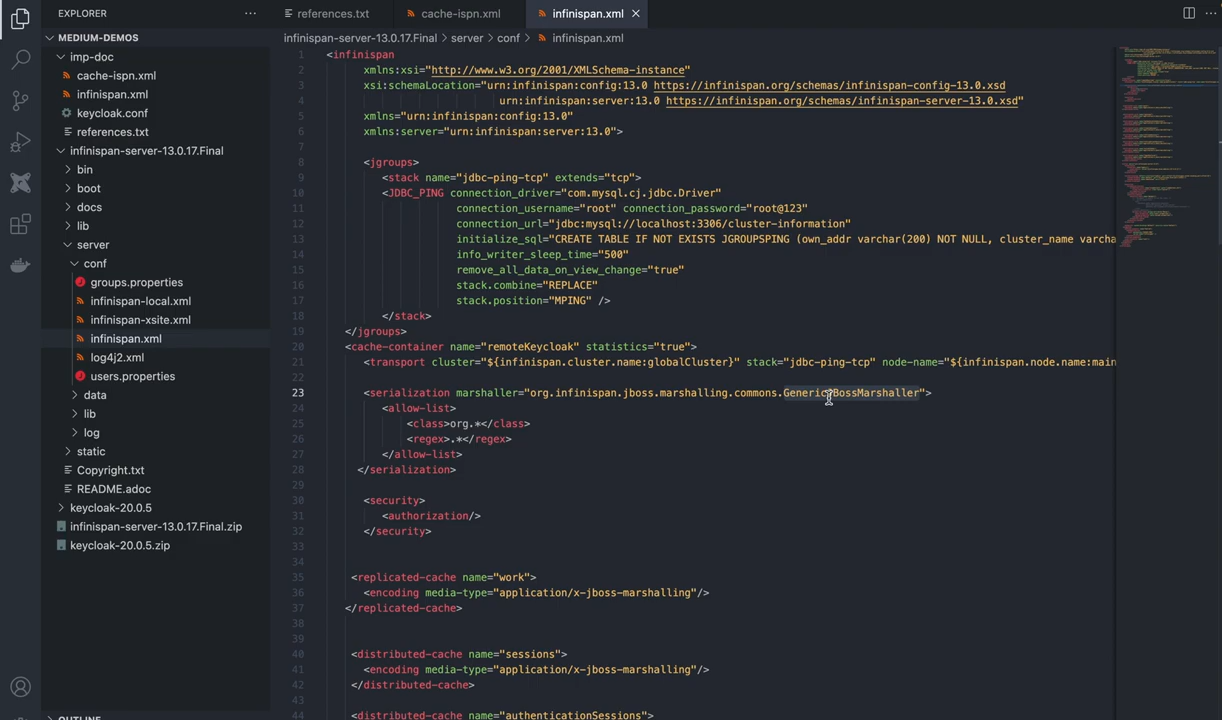 EXPLORER
MEDIUM-DEMOS
imp-doc
cache-ispn.xml
infinispan.xml
keycloak.conf
references.txt
infinispan-server-13.0.17.Final
bin
boot
docs
lib
server
conf
groups.properties
infinispan-local.xml
infinispan-xsite.xml
infinispan.xml
log4j2.xml
users.properties
data
lib
log
static
Copyright.txt
README.adoc
keycloak-20.0.5
infinispan-server-13.0.17.Final.zip
keycloak-20.0.5.zip
OUTLINE
references.txt
cache-ispn.xml
infinispan.xml
infinispan-server-13.0.17.Final > server > conf > infinispan.xml
1 <infinispan
2 xmlns:xsi="http://www.w3.org/2001/XMLSchema-instance"
3 xsi:schemaLocation="urn:infinispan:config:13.0 https://infinispan.org/schemas/infinispan-config-13.0.xsd
4 urn:infinispan:server:13.0 https://infinispan.org/schemas/infinispan-server-13.0.xsd"
5 xmlns="urn:infinispan:config:13.0"
6 xmlns:server="urn:infinispan:server:13.0">
7
8 <jgroups>
9 <stack name="jdbc-ping-tcp" extends="tcp">
10 <JDBC_PING connection_driver="com.mysql.cj.jdbc.Driver"
11 connection_username="root" connection_password="root@123"
12 connection_url="jdbc:mysql://localhost:3306/cluster-information"
13 initialize_sql="CREATE TABLE IF NOT EXISTS JGROUPSPING (own_addr varchar(200) NOT NULL, cluster_name varcha
14 info_writer_sleep_time="500"
15 remove_all_data_on_view_change="true"
16 stack.combine="REPLACE"
17 stack.position="MPING" />
18 </stack>
19 </jgroups>
20 <cache-container name="remoteKeycloak" statistics="true">
21 <transport cluster="${infinispan.cluster.name:globalCluster}" stack="jdbc-ping-tcp" node-name="${infinispan.node.name:main
22
23 <serialization marshaller="org.infinispan.jboss.marshalling.commons.GenericJBossMarshaller">
24 <allow-list>
25 <class>org.*</class>
26 <regex>.*</regex>
27 </allow-list>
28 </serialization>
29
30 <security>
31 <authorization/>
32 </security>
33
34
35 <replicated-cache name="work">
36 <encoding media-type="application/x-jboss-marshalling"/>
37 </replicated-cache>
38
39
40 <distributed-cache name="sessions">
41 <encoding media-type="application/x-jboss-marshalling"/>
42 </distributed-cache>
43
44 <distributed-cache name="authenticationSessions">